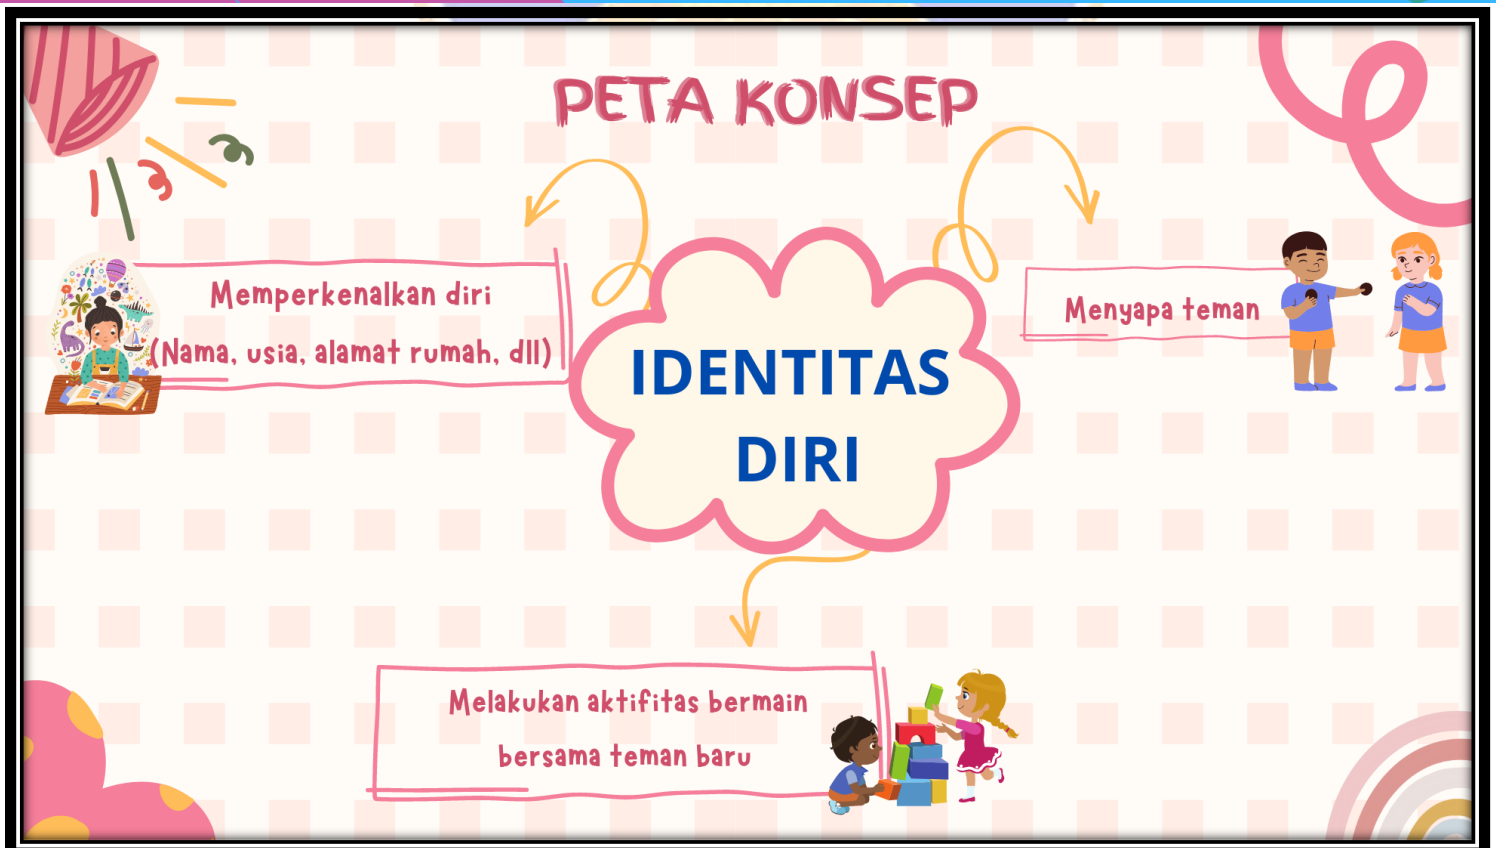 PETA KONSEP
Memperkenalkan diri
(Nama, usia, alamat rumah, dll)
Menyapa teman
IDENTITAS
DIRI
Melakukan aktifitas bermain
bersama teman baru